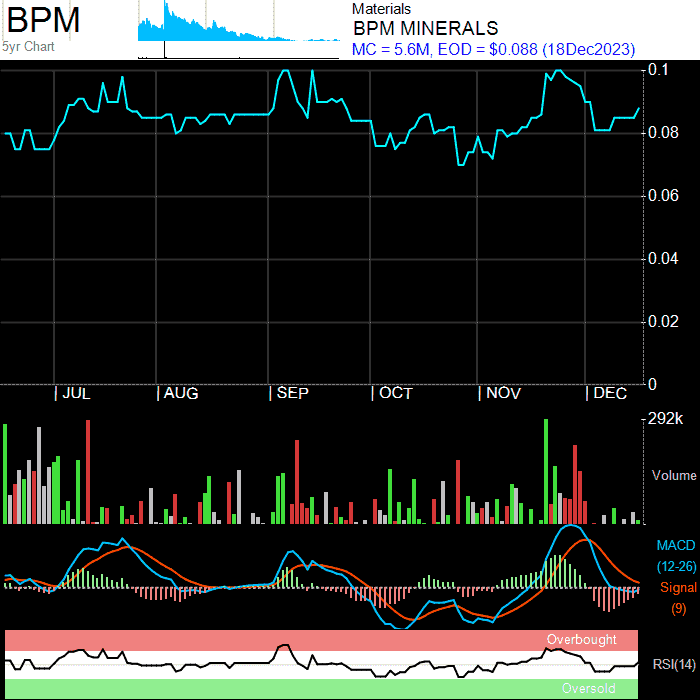 BPM
5yr Chart
Materials
BPM MINERALS
MC = 5.6M, EOD = $0.088 (18Dec2023)
0.1
0.08
0.06
0.04
0.02
0
| JUL | AUG | SEP | OCT | NOV | DEC
292k
Volume
MACD
(12-26)
Signal
(9)
Overbought
RSI(14)
Oversold